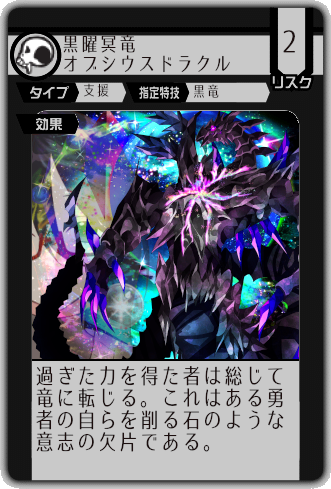 黒曜冥竜
オブシウスドラクル
2
リスク
タイプ 支援 指定特技 黒竜
効果
過ぎた力を得た者は総じて
竜に転じる。これはある勇
者の自らを削る石のような
意志の欠片である。